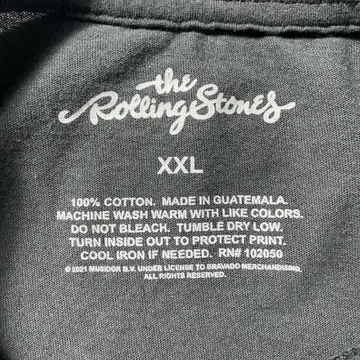 the
Rolling Stones
XXL
100% COTTON. MADE IN GUATEMALA.
MACHINE WASH WARM WITH LIKE COLORS.
DO NOT BLEACH. TUMBLE DRY LOW.
TURN INSIDE OUT TO PROTECT PRINT.
COOL IRON IF NEEDED. RN# 102050
© 2021 MUSIDOR B.V. UNDER LICENSE TO BRAVADO MERCHANDISING.
ALL RIGHTS RESERVED.